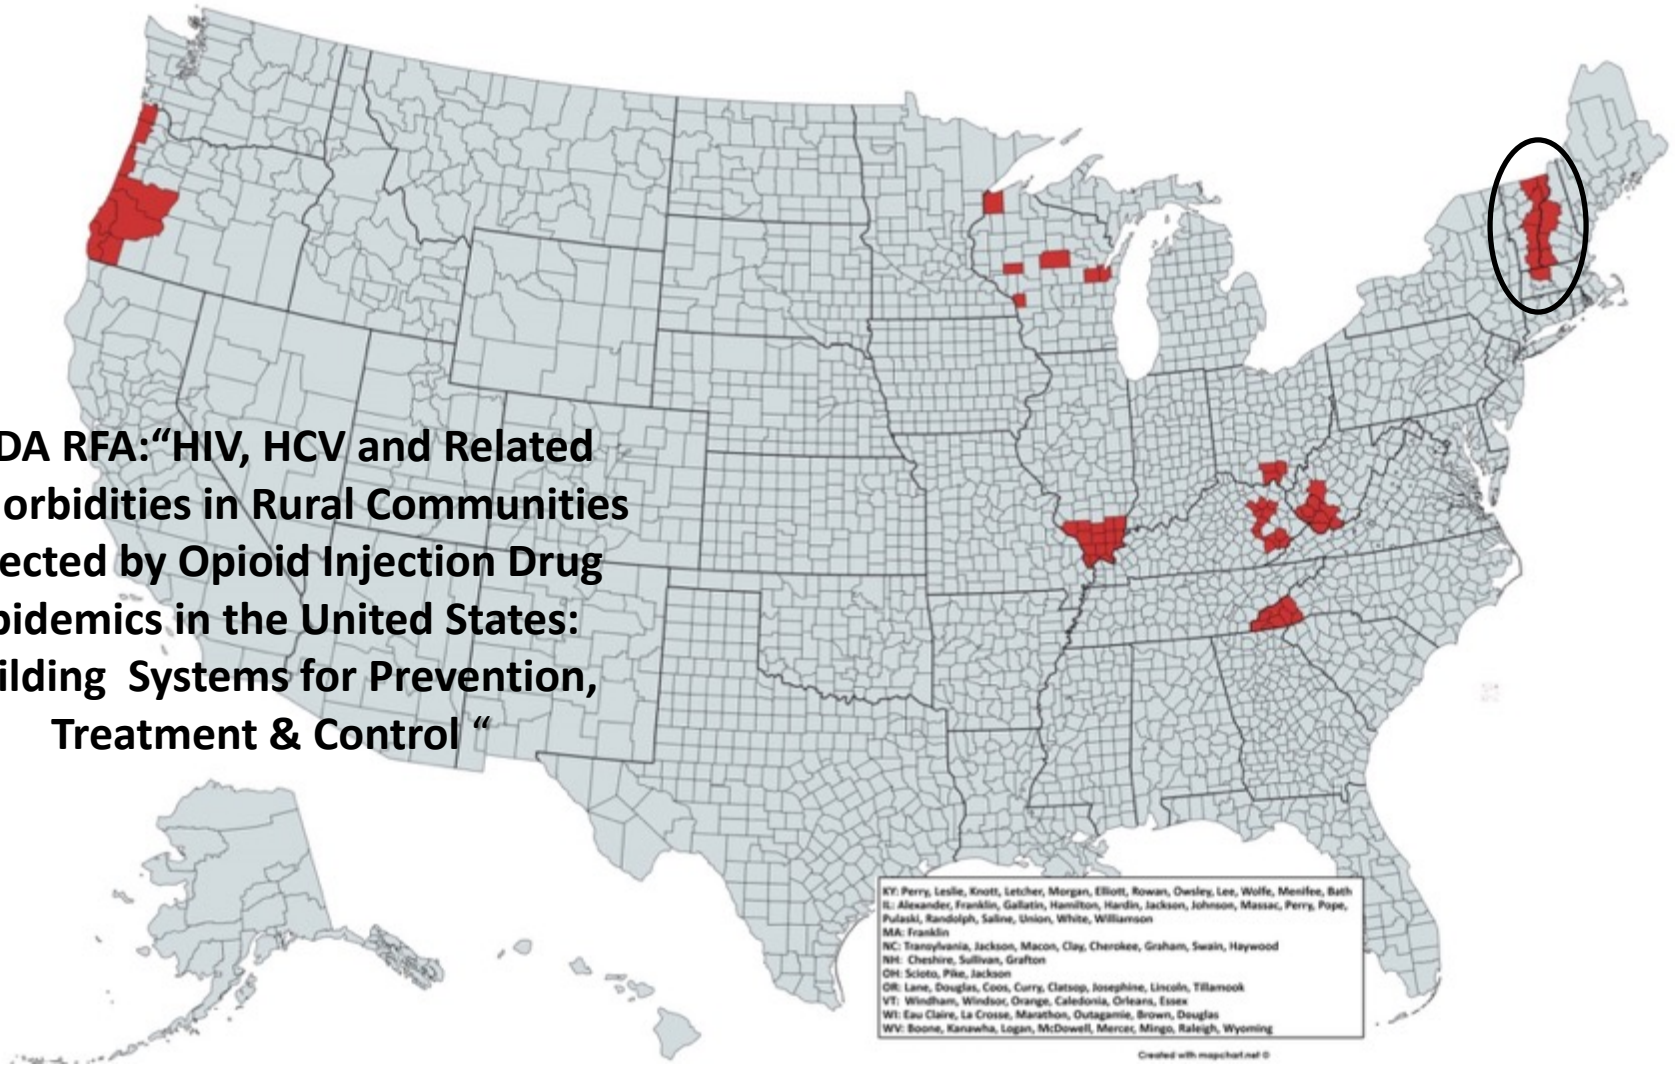 DA RFA:“HIV, HCV and Related
orbidities in Rural Communities
ected by Opioid Injection Drug
pidemics in the United States:
ilding Systems for Prevention,
Treatment & Control “
KY: Perry, Leslie, Knott, Letcher, Morgan, Elliott, Rowan, Owsley, Lee, Wolfe, Menifee, Bath
IL: Alexander, Franklin, Gallatin, Hamilton, Hardin, Jackson, Johnson, Massac, Perry, Pope,
Pulaski, Randolph, Saline, Union, White, Williamson
MA: Franklin
NC: Transylvania, Jackson, Macon, Clay, Cherokee, Graham, Swain, Haywood
NH: Cheshire, Sullivan, Grafton
OH: Scioto, Pike, Jackson
OR: Lane, Douglas, Coos, Curry, Clatsop, Josephine, Lincoln, Tillamook
VT: Windham, Windsor, Orange, Caledonia, Orleans, Essex
WI: Eau Claire, La Crosse, Marathon, Outagamie, Brown, Douglas
WV: Boone, Kanawha, Logan, McDowell, Mercer, Mingo, Raleigh, Wyoming
Created with mapchart.net ©